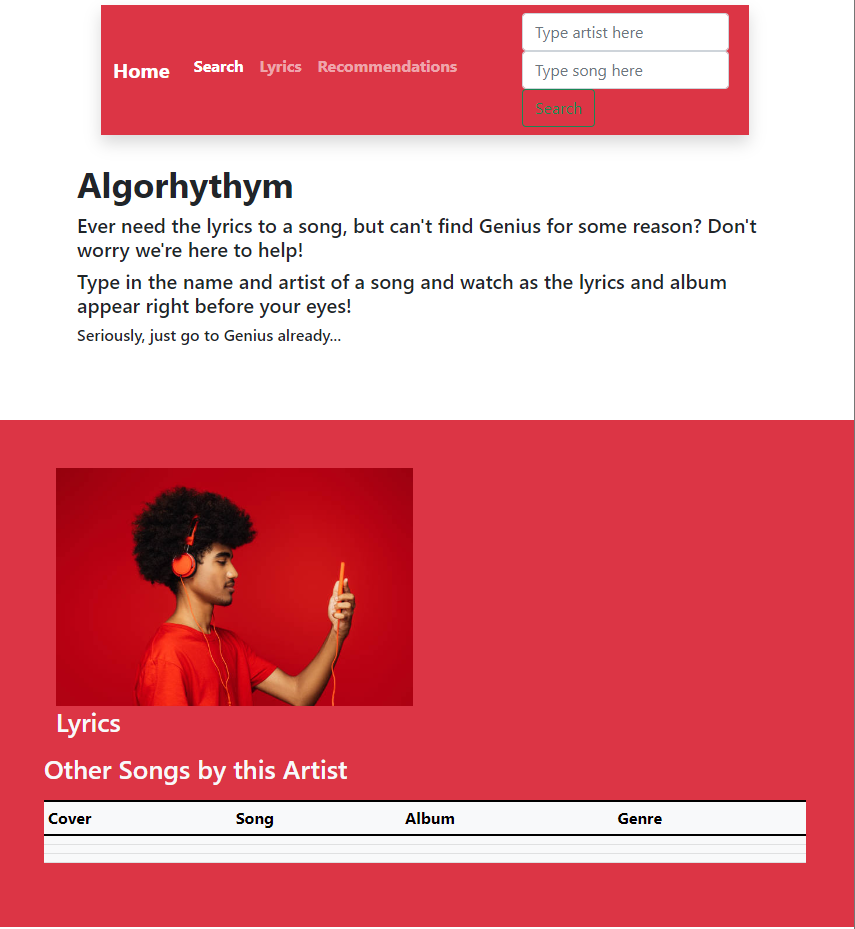 Home Search Lyrics Recommendations
Type artist here
Type song here
Search
Algorhythym
Ever need the lyrics to a song, but can't find Genius for some reason? Don't
worry we're here to help!
Type in the name and artist of a song and watch as the lyrics and album
appear right before your eyes!
Seriously, just go to Genius already...
Lyrics
Other Songs by this Artist
Cover Song Album Genre